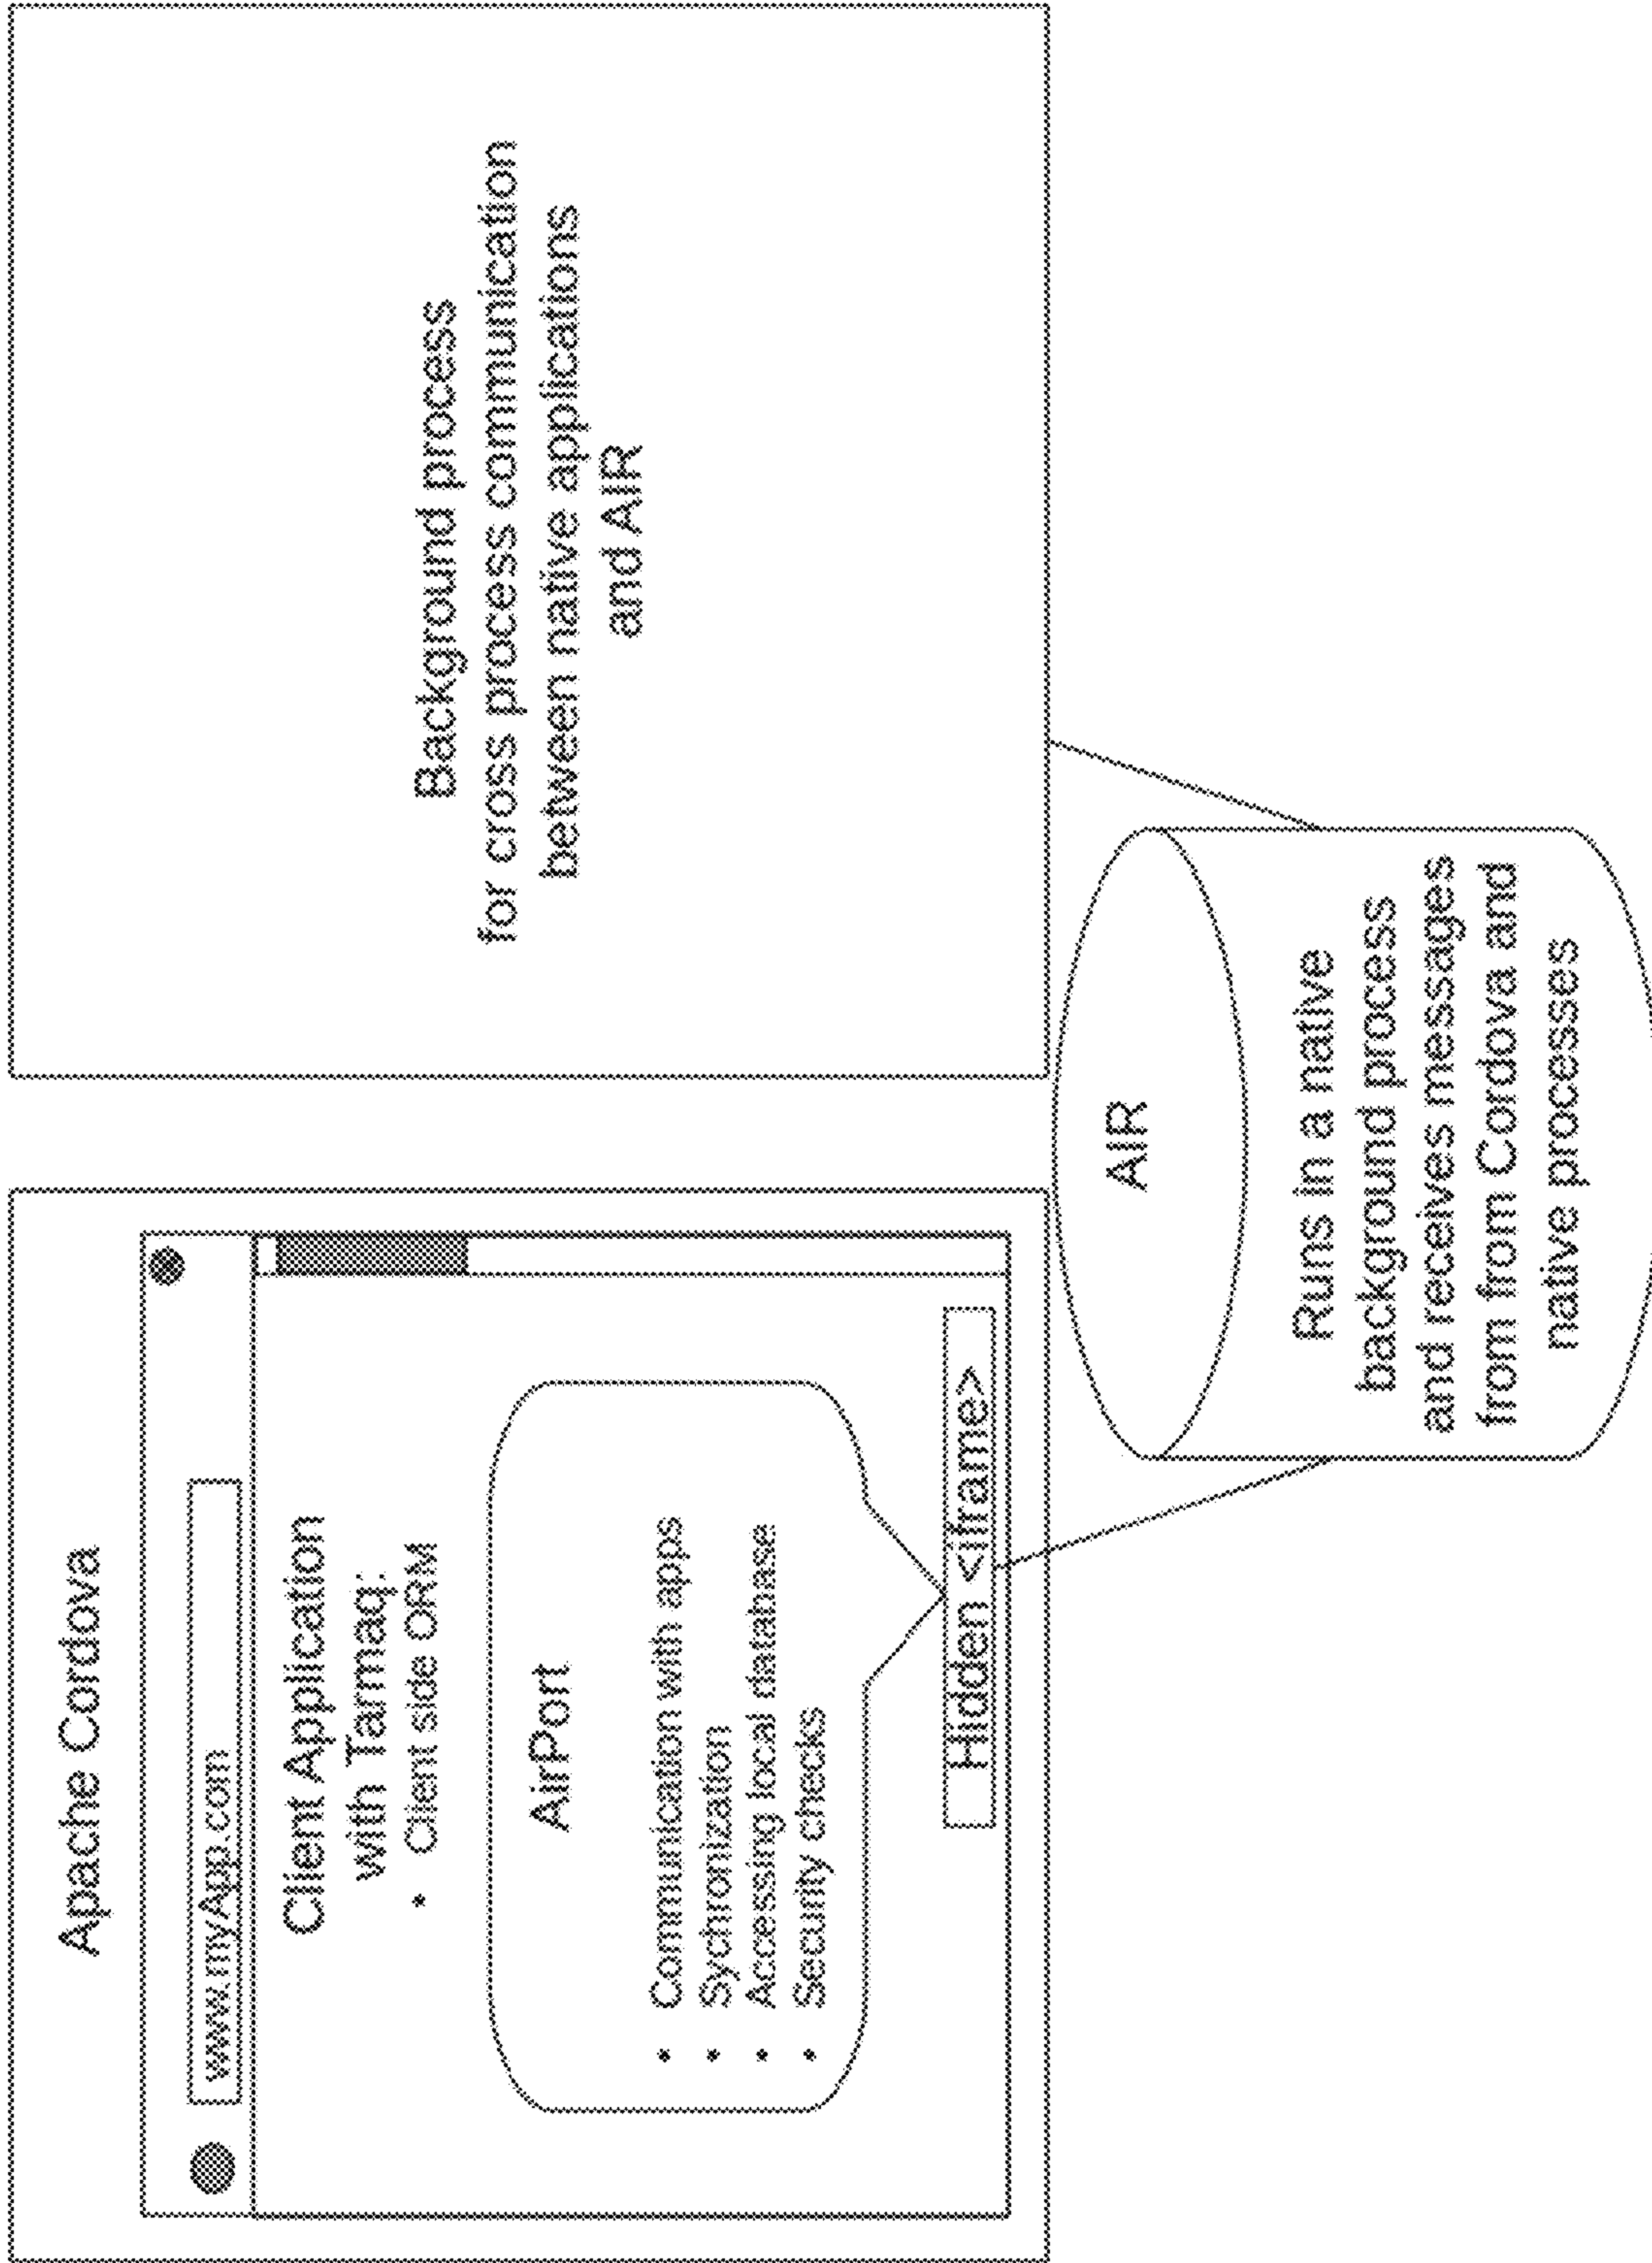 Apache Cordova
www.myApp.com
Client Application
with Tarmaq:
• Client side ORM
AirPort
• Communication with apps
• Sychronization
• Accessing local database
• Security checks
Hidden <iframe>
Background process
for cross process communication
between native applications
and AIR
AIR
Runs in a native
background process
and receives messages
from from Cordova and
native processes